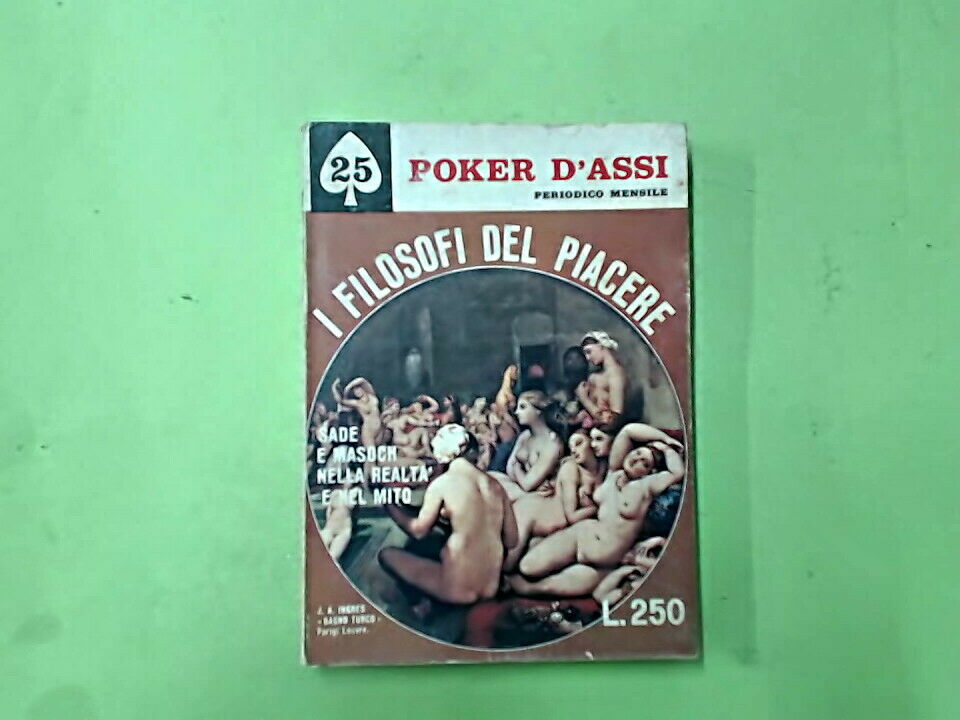 25
POKER D'ASSI
PERIODICO MENSILE
I FILOSOFI DEL PIACERE
SADE
E MASOCH
NELLA REALTA'
E NEL MITO
J. A. INGRES
- BAGNO TURCO -
Parigi Louvre.
L.250